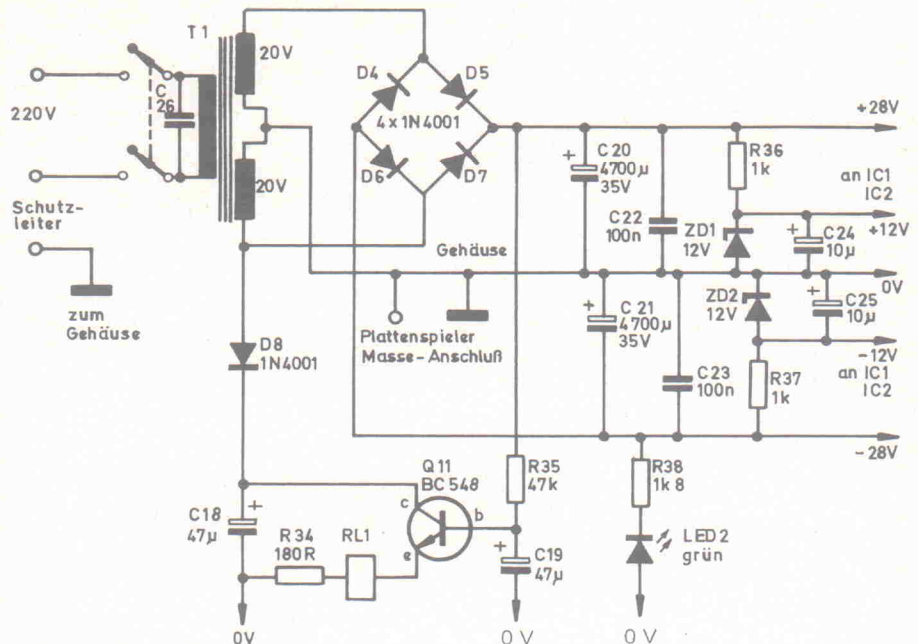 T1
20V
20V
C
26
220V
Schutz-
leiter
zum
Gehäuse
D4
D5
4x1N4001
D6
D7
+28V
C20
4700µ
35V
+
R36
1k
an IC1
IC2
+12V
C22
100n
ZD1
12V
+
C24
10µ
Gehäuse
0V
Plattenspieler
Masse-Anschluß
+
C21
4700µ
35V
ZD2
12V
+
C25
10µ
-12V
an IC1
IC2
C23
100n
R37
1k
-28V
D8
1N4001
Q11
BC548
c
b
e
R35
47k
R38
1k8
C18
47µ
+
R34
180R
RL1
+
C19
47µ
LED2
grün
0V
0V
0V